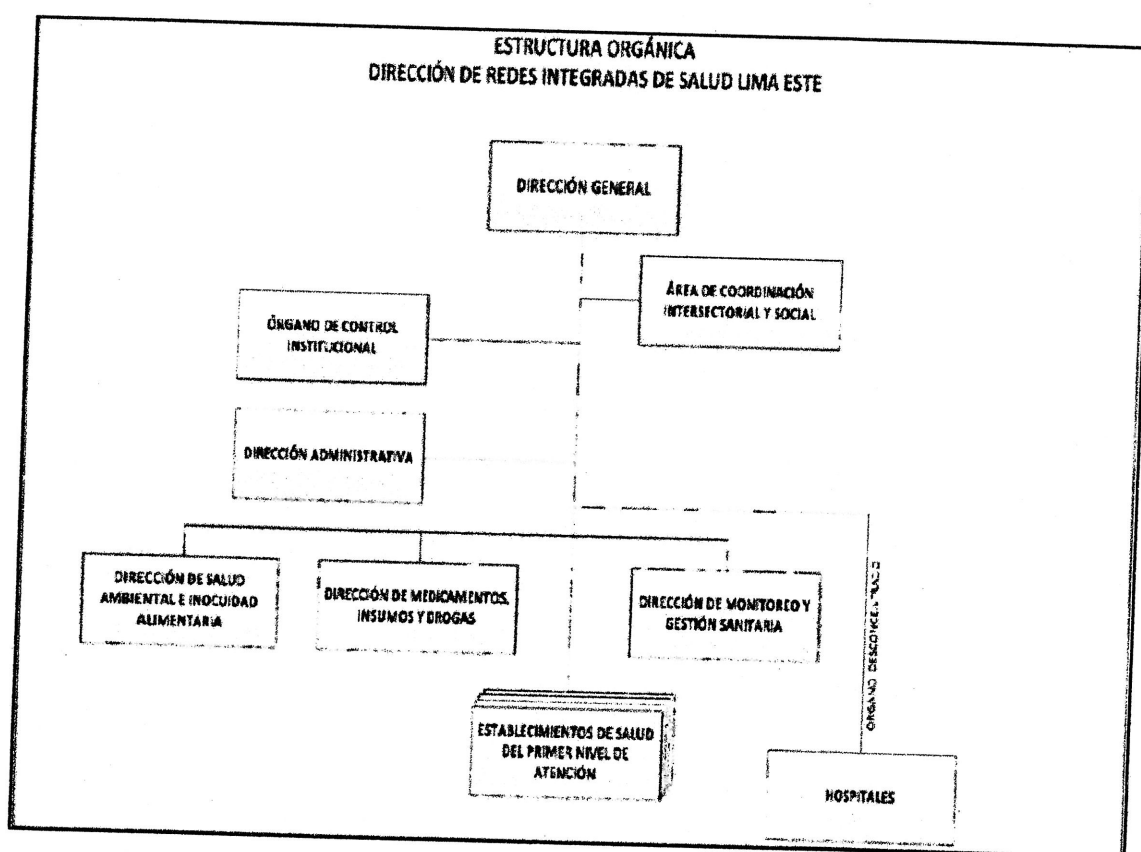 ESTRUCTURA ORGÁNICA
DIRECCIÓN DE REDES INTEGRADAS DE SALUD LIMA ESTE
DIRECCIÓN GENERAL
ÁREA DE COORDINACIÓN
INTERSECTORIAL Y SOCIAL
ÓRGANO DE CONTROL
INSTITUCIONAL
DIRECCIÓN ADMINISTRATIVA
DIRECCIÓN DE SALUD
AMBIENTAL E INOCUIDAD
ALIMENTARIA
DIRECCIÓN DE MEDICAMENTOS,
INSUMOS Y DROGAS
DIRECCIÓN DE MONITOREO Y
GESTIÓN SANITARIA
ORGANO DESCONCENTRADO
ESTABLECIMIENTOS DE SALUD
DEL PRIMER NIVEL DE
ATENCIÓN
HOSPITALES